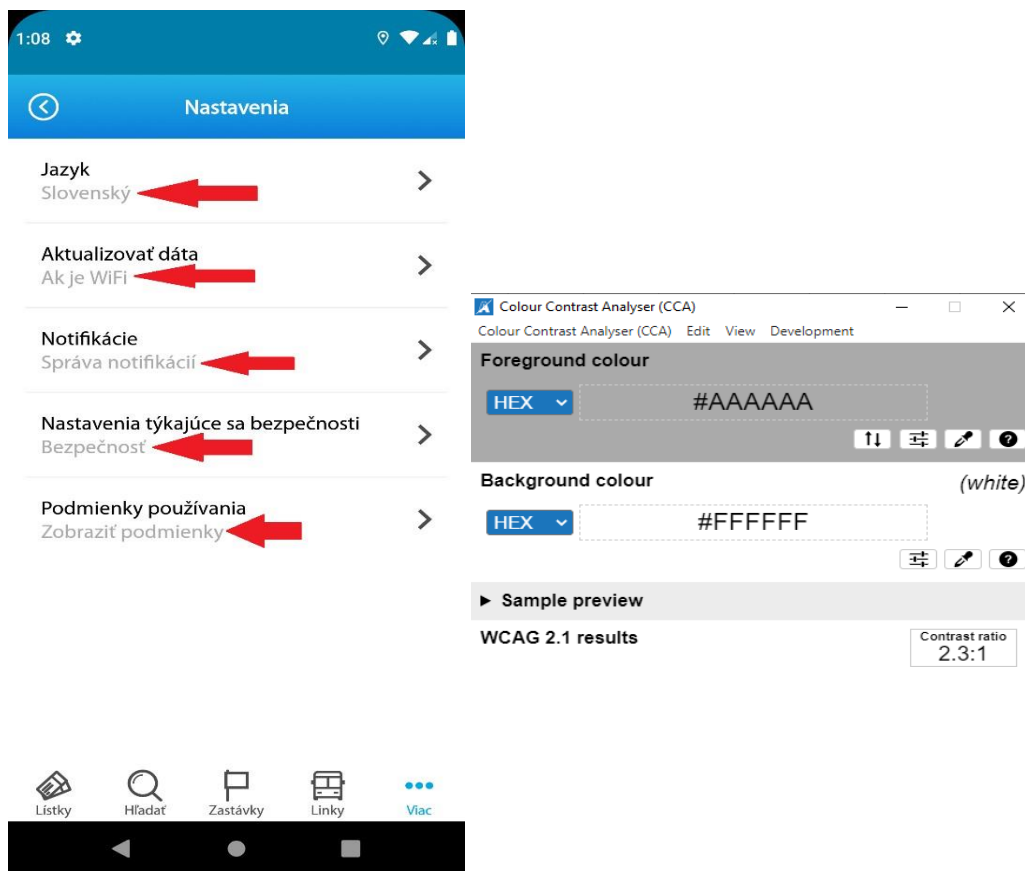 1:08
Nastavenia
Jazyk
Slovenský
Aktualizovať dáta
Ak je WiFi
Notifikácie
Správa notifikácií
Nastavenia týkajúce sa bezpečnosti
Bezpečnosť
Podmienky používania
Zobraziť podmienky
Lístky
Hľadať
Zastávky
Linky
Viac
Colour Contrast Analyser (CCA)
Colour Contrast Analyser (CCA) Edit View Development
Foreground colour
HEX #AAAAAA
Background colour (white)
HEX #FFFFFF
Sample preview
WCAG 2.1 results
Contrast ratio
2.3:1